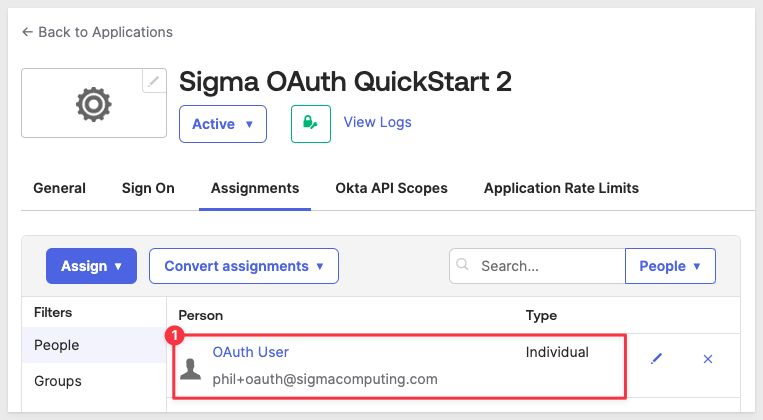 ← Back to Applications
Sigma OAuth QuickStart 2
Active ▼
View Logs
General Sign On Assignments Okta API Scopes Application Rate Limits
Assign ▼ Convert assignments ▼ Search... People ▼
Filters Person Type
1
People OAuth User Individual
phil+oauth@sigmacomputing.com
Groups